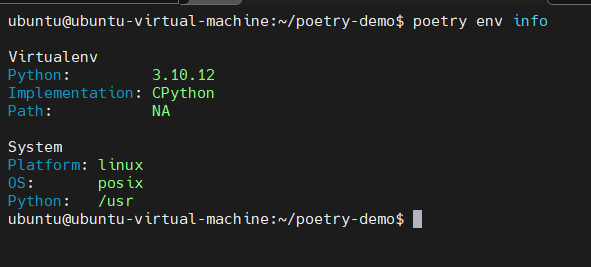 ubuntu@ubuntu-virtual-machine:~/poetry-demo$ poetry env info
Virtualenv
Python: 3.10.12
Implementation: CPython
Path: NA
System
Platform: linux
OS: posix
Python: /usr
ubuntu@ubuntu-virtual-machine:~/poetry-demo$